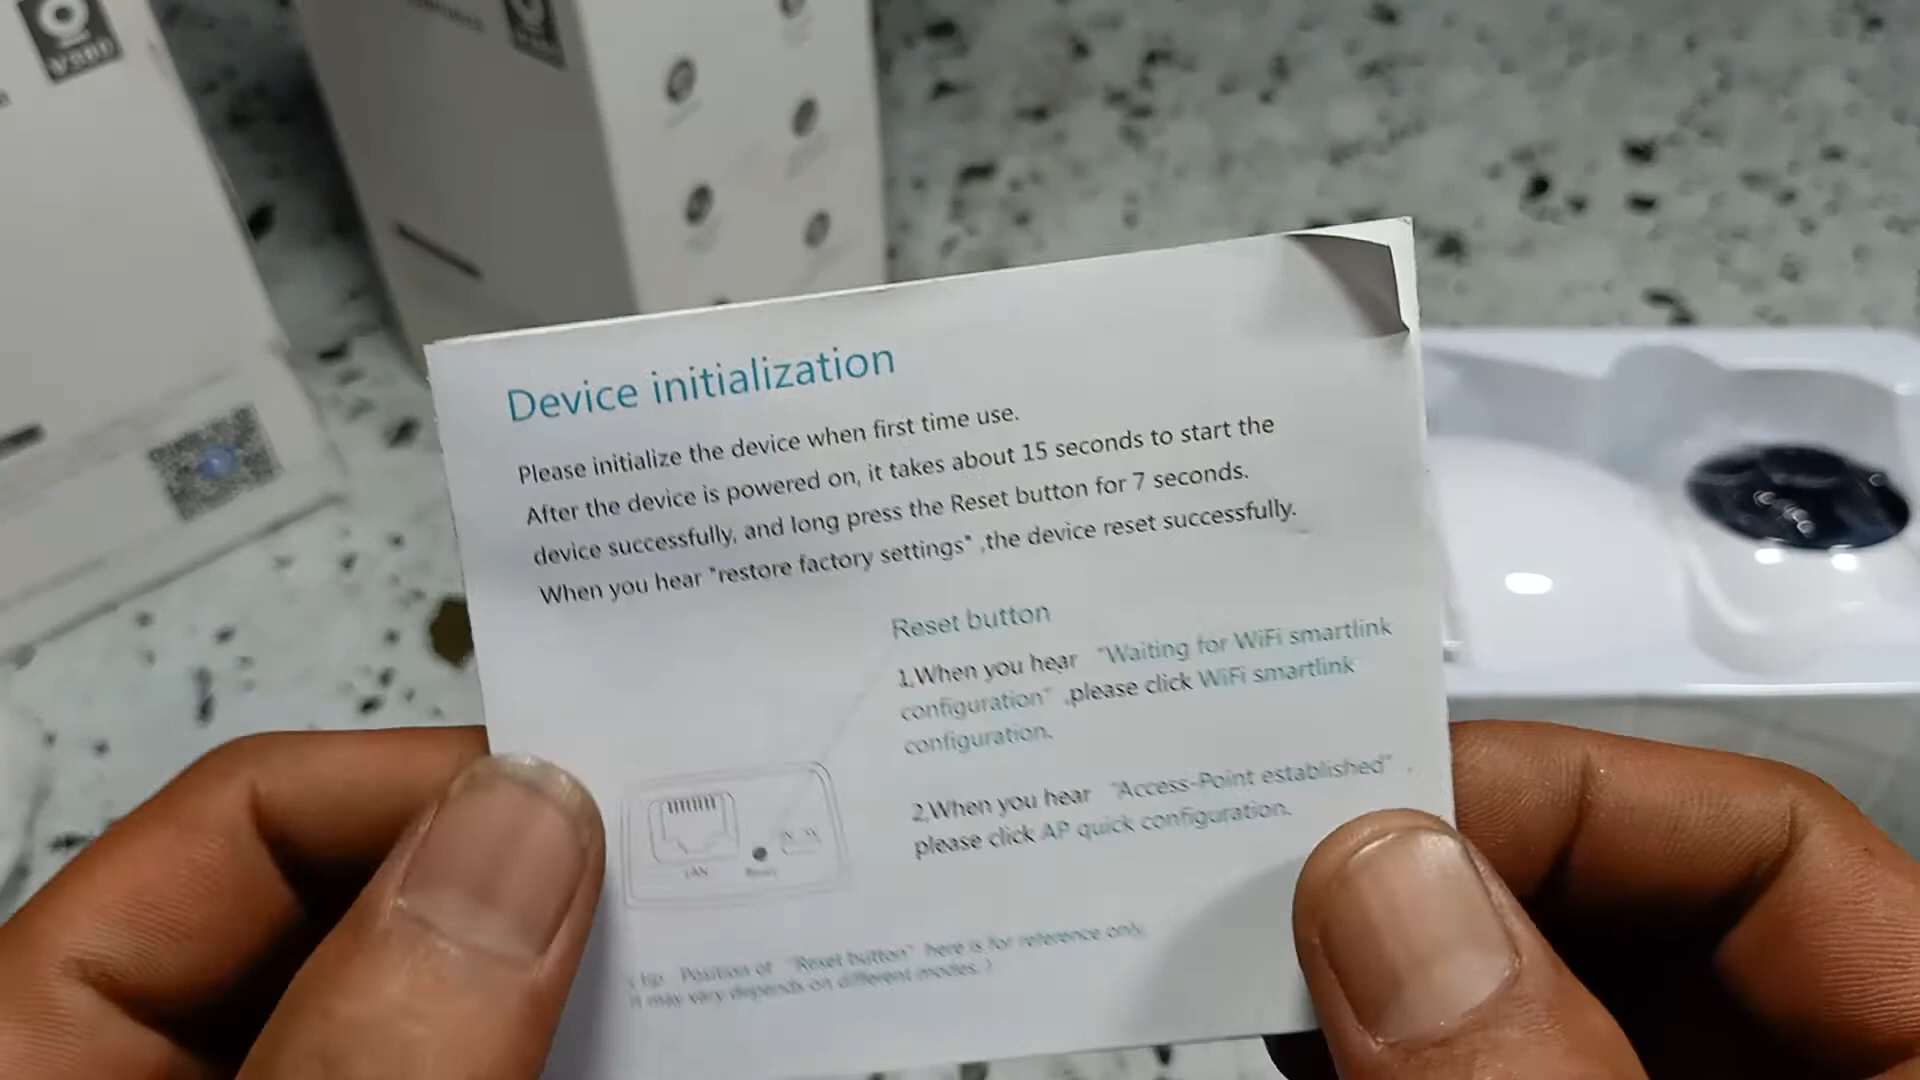 V380
Device initialization
Please initialize the device when first time use.
After the device is powered on, it takes about 15 seconds to start the
device successfully, and long press the Reset button for 7 seconds.
When you hear "restore factory settings" ,the device reset successfully.
Reset button
1,When you hear "Waiting for WiFi smartlink
configuration" ,please click WiFi smartlink
configuration.
2,When you hear "Access-Point established" ,
please click AP quick configuration.
LAN
Reset
( tip Position of "Reset button" here is for reference only,
it may vary depends on different modes. )